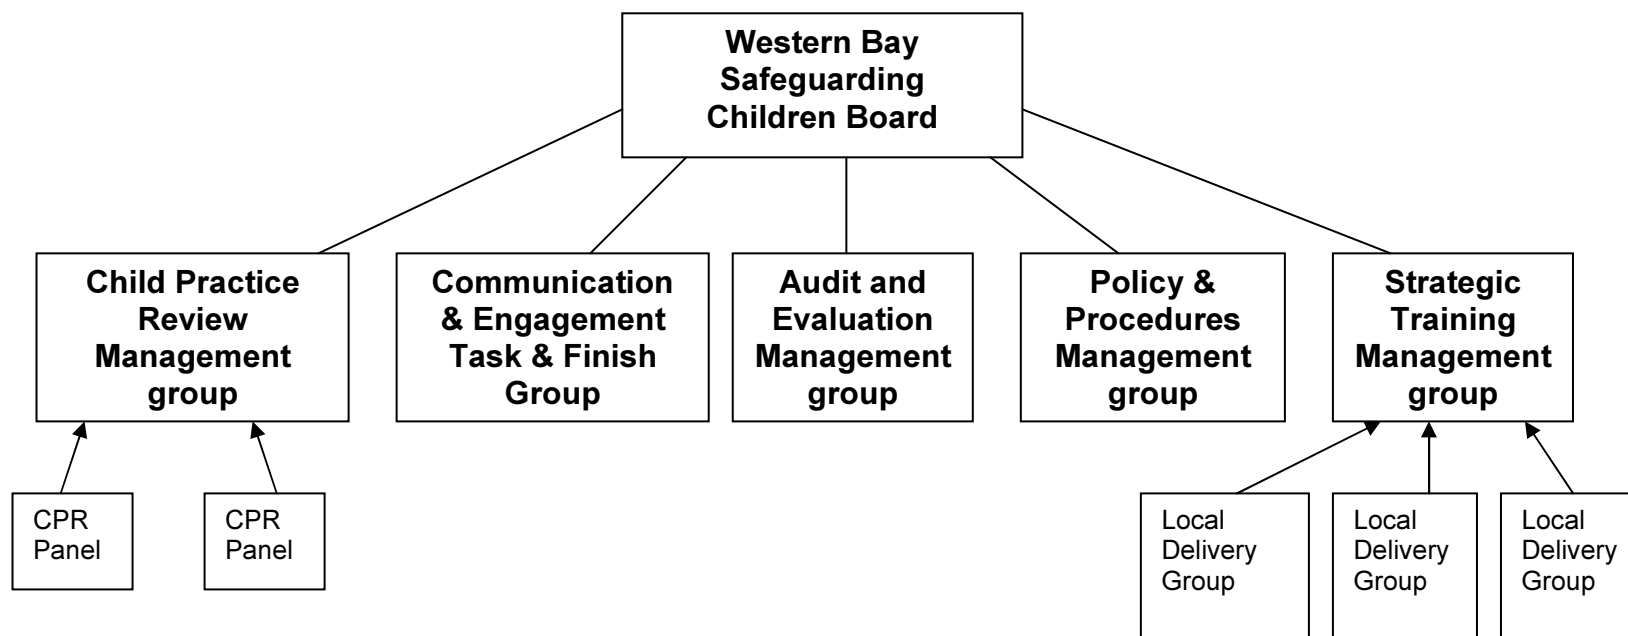 Western Bay
Safeguarding
Children Board
Child Practice
Review
Management
group
Communication
& Engagement
Task & Finish
Group
Audit and
Evaluation
Management
group
Policy &
Procedures
Management
group
Strategic
Training
Management
group
CPR
Panel
CPR
Panel
Local
Delivery
Group
Local
Delivery
Group
Local
Delivery
Group